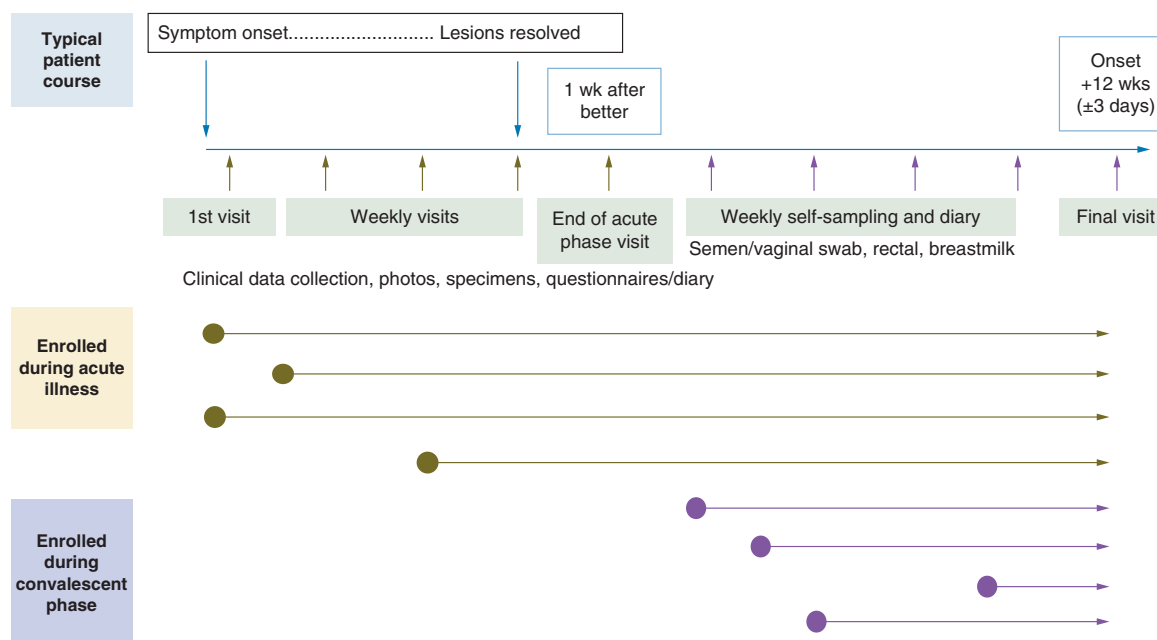 Typical
patient
course
Symptom onset............................ Lesions resolved
1 wk after
better
Onset
+12 wks
(±3 days)
1st visit
Weekly visits
End of acute
phase visit
Weekly self-sampling and diary
Final visit
Semen/vaginal swab, rectal, breastmilk
Clinical data collection, photos, specimens, questionnaires/diary
Enrolled
during acute
illness
Enrolled
during
convalescent
phase